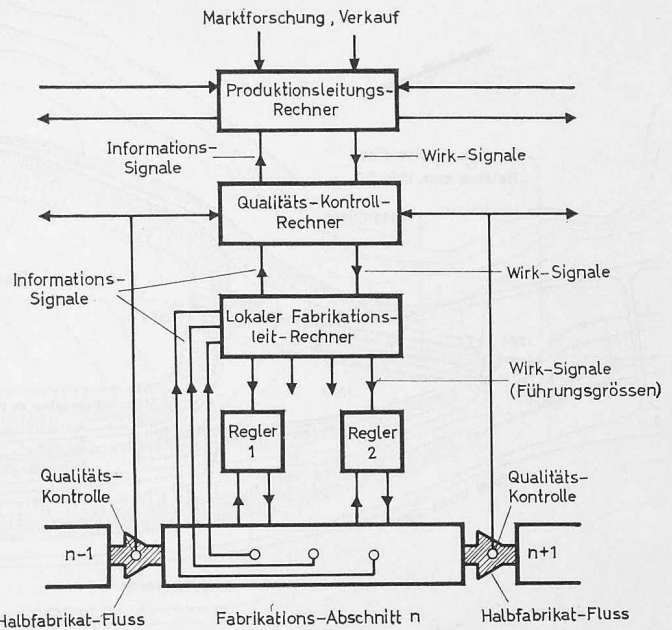 Marktforschung, Verkauf
Produktionsleitungs-
Rechner
Informations-
Signale
Wirk-Signale
Qualitäts-Kontroll-
Rechner
Informations-
Signale
Wirk-Signale
Lokaler Fabrikations-
leit-Rechner
Wirk-Signale
(Führungsgrössen)
Regler
1
Regler
2
Qualitäts-
Kontrolle
Qualitäts-
Kontrolle
n-1
n+1
Halbfabrikat-Fluss
Fabrikations-Abschnitt n
Halbfabrikat-Fluss